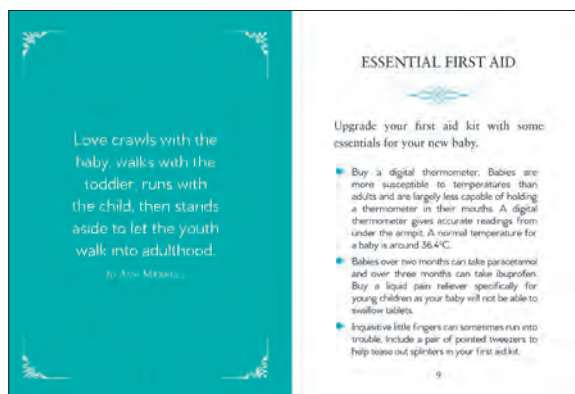 Love crawls with the
baby, walks with the
toddler, runs with
the child, then stands
aside to let the youth
walk into adulthood.
Jo Ann Merrell
ESSENTIAL FIRST AID
Upgrade your first aid kit with some
essentials for your new baby.
Buy a digital thermometer. Babies are
more susceptible to temperatures than
adults and are largely less capable of holding
a thermometer in their mouths. A digital
thermometer gives accurate readings from
under the armpit. A normal temperature for
a baby is around 36.4°C.
Babies over two months can take paracetamol
and over three months can take ibuprofen.
Buy a liquid pain reliever specifically for
young children as your baby will not be able to
swallow tablets.
Inquisitive little fingers can sometimes run into
trouble. Include a pair of pointed tweezers to
help tease out splinters in your first aid kit.
9